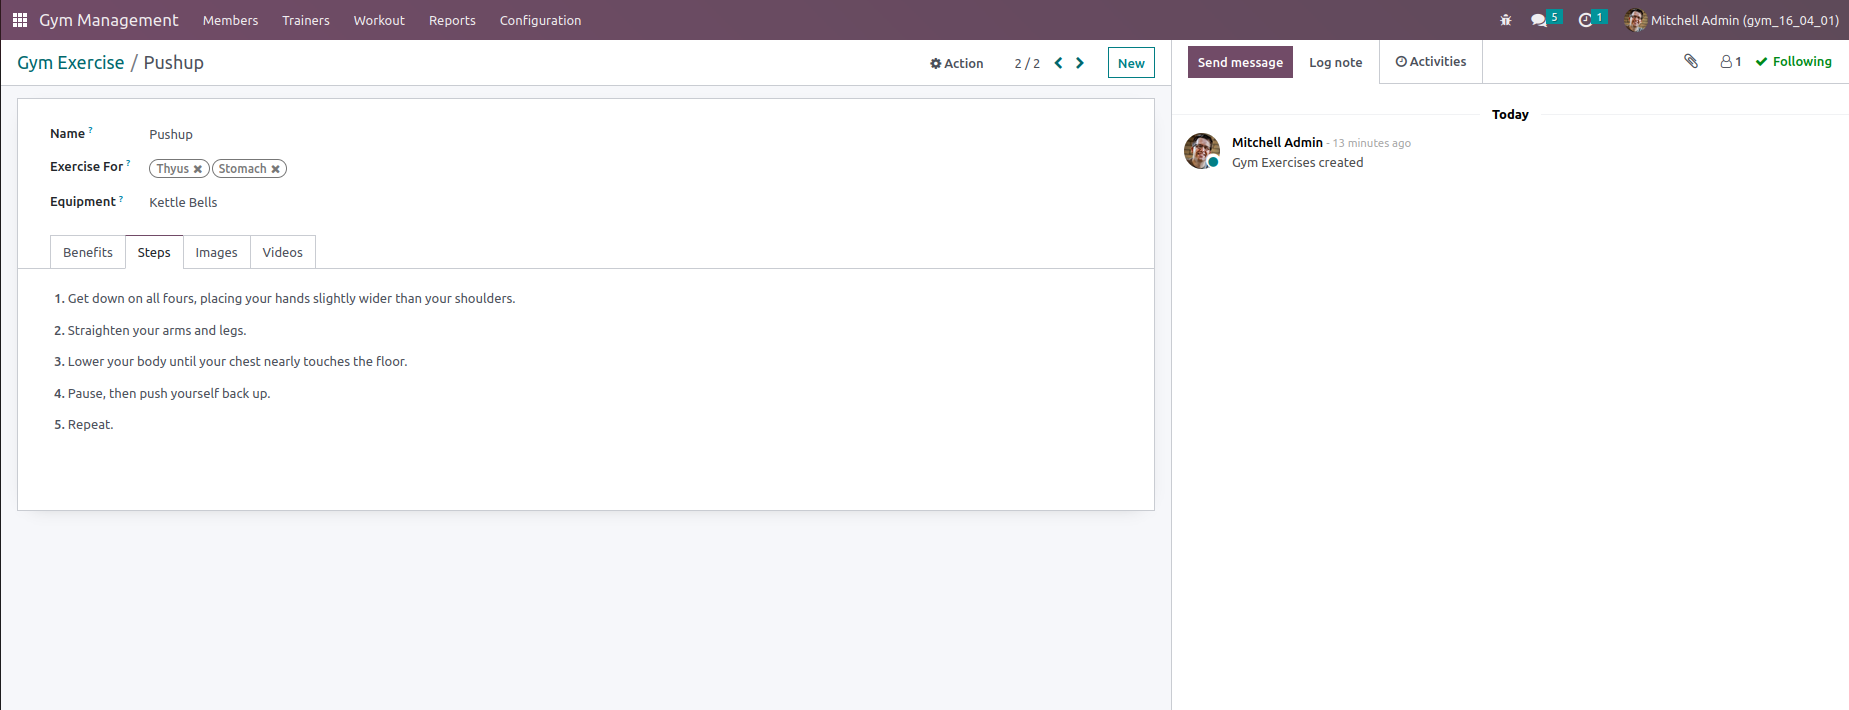 Gym Management Members Trainers Workout Reports Configuration 5 1 Mitchell Admin (gym_16_04_01)
Gym Exercise / Pushup Action 2 / 2 New Send message Log note Activities 1 Following
Today
Name ? Pushup
Exercise For ? Thyus Stomach
Equipment ? Kettle Bells
Mitchell Admin - 13 minutes ago
Gym Exercises created
Benefits Steps Images Videos
1. Get down on all fours, placing your hands slightly wider than your shoulders.
2. Straighten your arms and legs.
3. Lower your body until your chest nearly touches the floor.
4. Pause, then push yourself back up.
5. Repeat.